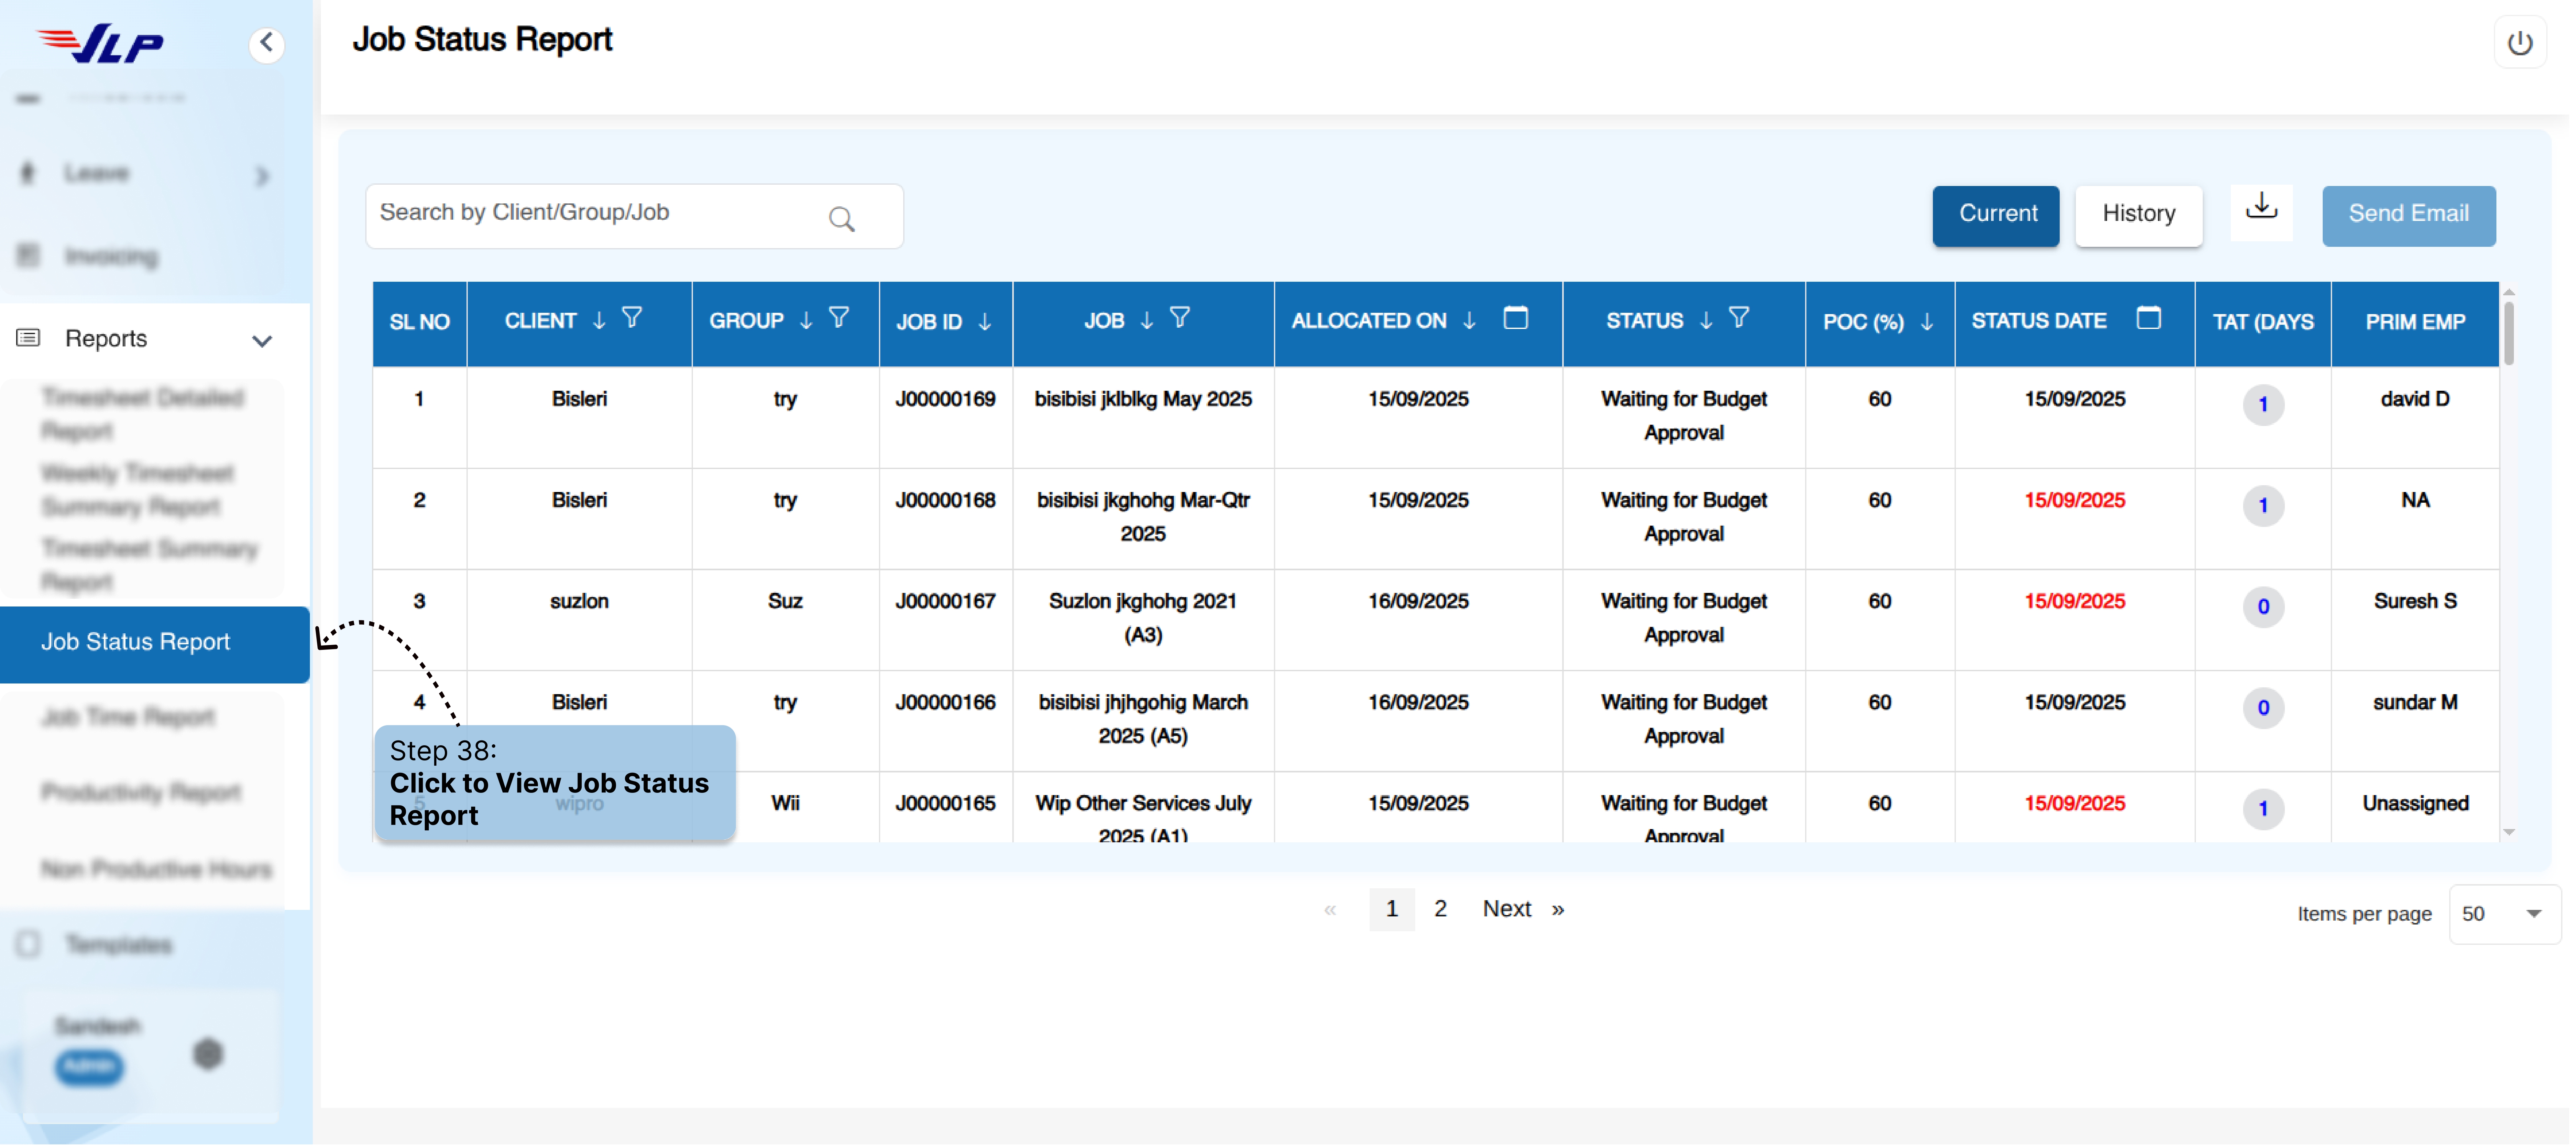 JLP
Job Status Report
Leave
Invoicing
Reports
Timesheet Detailed
Report
Weekly Timesheet
Summary Report
Timesheet Summary
Report
Job Status Report
Job Time Report
Productivity Report
Non Productive Hours
Templates
Sandesh
Admin
Search by Client/Group/Job
Current History Send Email
SL NO CLIENT GROUP JOB ID JOB ALLOCATED ON STATUS POC (%) STATUS DATE TAT (DAYS PRIM EMP
1 Bisleri try J00000169 bisibisi jklblkg May 2025 15/09/2025 Waiting for Budget 60 15/09/2025 1 david D
Approval
2 Bisleri try J00000168 bisibisi jkghohg Mar-Qtr 15/09/2025 Waiting for Budget 60 15/09/2025 1 NA
2025 Approval
3 suzlon Suz J00000167 Suzlon jkghohg 2021 16/09/2025 Waiting for Budget 60 15/09/2025 0 Suresh S
(A3) Approval
4 Bisleri try J00000166 bisibisi jhjhgohig March 16/09/2025 Waiting for Budget 60 15/09/2025 0 sundar M
2025 (A5) Approval
5 wipro Wii J00000165 Wip Other Services July 15/09/2025 Waiting for Budget 60 15/09/2025 1 Unassigned
2025 (A1) Approval
Step 38:
Click to View Job Status
Report
« 1 2 Next »
Items per page 50